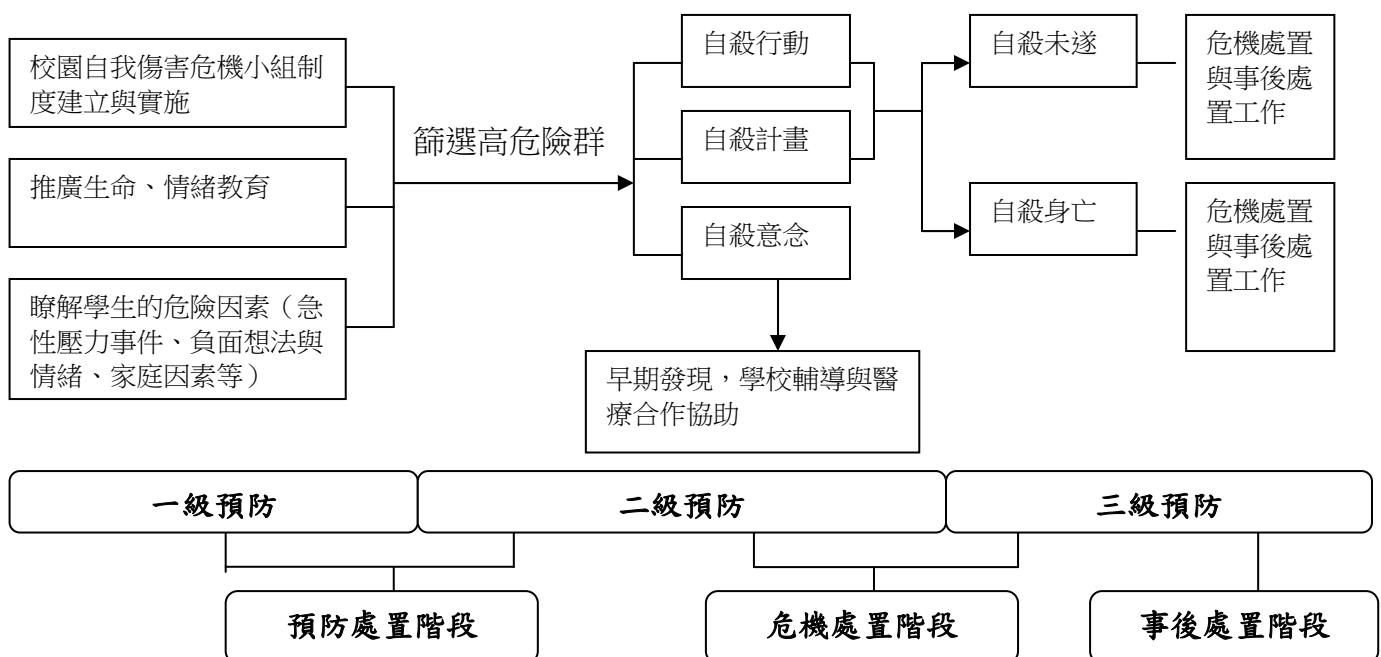 校園自我傷害危機小組制
度建立與實施
推廣生命、情緒教育
瞭解學生的危險因素（急
性壓力事件、負面想法與
情緒、家庭因素等）
篩選高危險群
自殺行動
自殺計畫
自殺意念
早期發現，學校輔導與醫
療合作協助
自殺未遂
危機處置
與事後處
置工作
自殺身亡
危機處置
與事後處
置工作
一級預防
二級預防
三級預防
預防處置階段
危機處置階段
事後處置階段